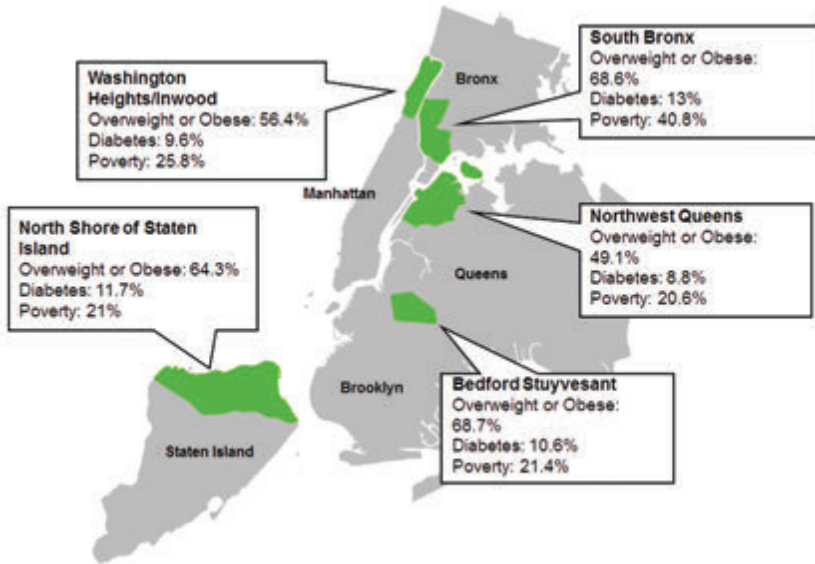 South Bronx
Overweight or Obese:
68.6%
Diabetes: 13%
Poverty: 40.8%
Washington
Heights/Inwood
Overweight or Obese: 56.4%
Diabetes: 9.6%
Poverty: 25.8%
Bronx
Manhattan
North Shore of Staten
Island
Overweight or Obese: 64.3%
Diabetes: 11.7%
Poverty: 21%
Northwest Queens
Overweight or Obese:
49.1%
Diabetes: 8.8%
Poverty: 20.6%
Queens
Brooklyn
Bedford Stuyvesant
Overweight or Obese:
68.7%
Diabetes: 10.6%
Poverty: 21.4%
Staten Island